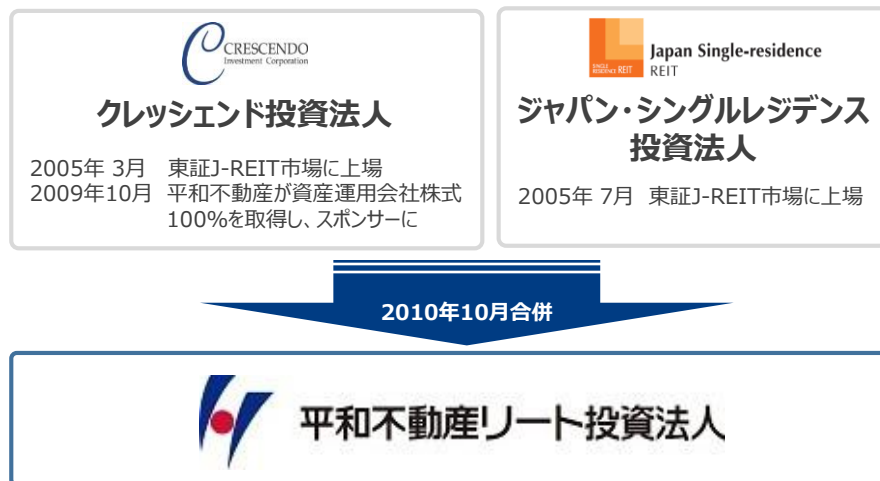 CRESCENDO
Investment Corporation
クレッシェンド投資法人
2005年 3月 東証J-REIT市場に上場
2009年10月 平和不動産が資産運用会社株式
100%を取得し、スポンサーに
SINGLE
RESIDENCE REIT
Japan Single-residence
REIT
ジャパン・シングルレジデンス
投資法人
2005年 7月 東証J-REIT市場に上場
2010年10月合併
平和不動産リート投資法人